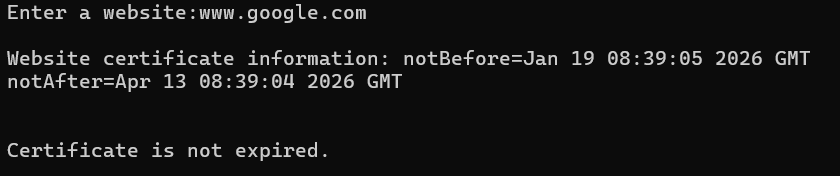 Enter a website:www.google.com
Website certificate information: notBefore=Jan 19 08:39:05 2026 GMT
notAfter=Apr 13 08:39:04 2026 GMT
Certificate is not expired.